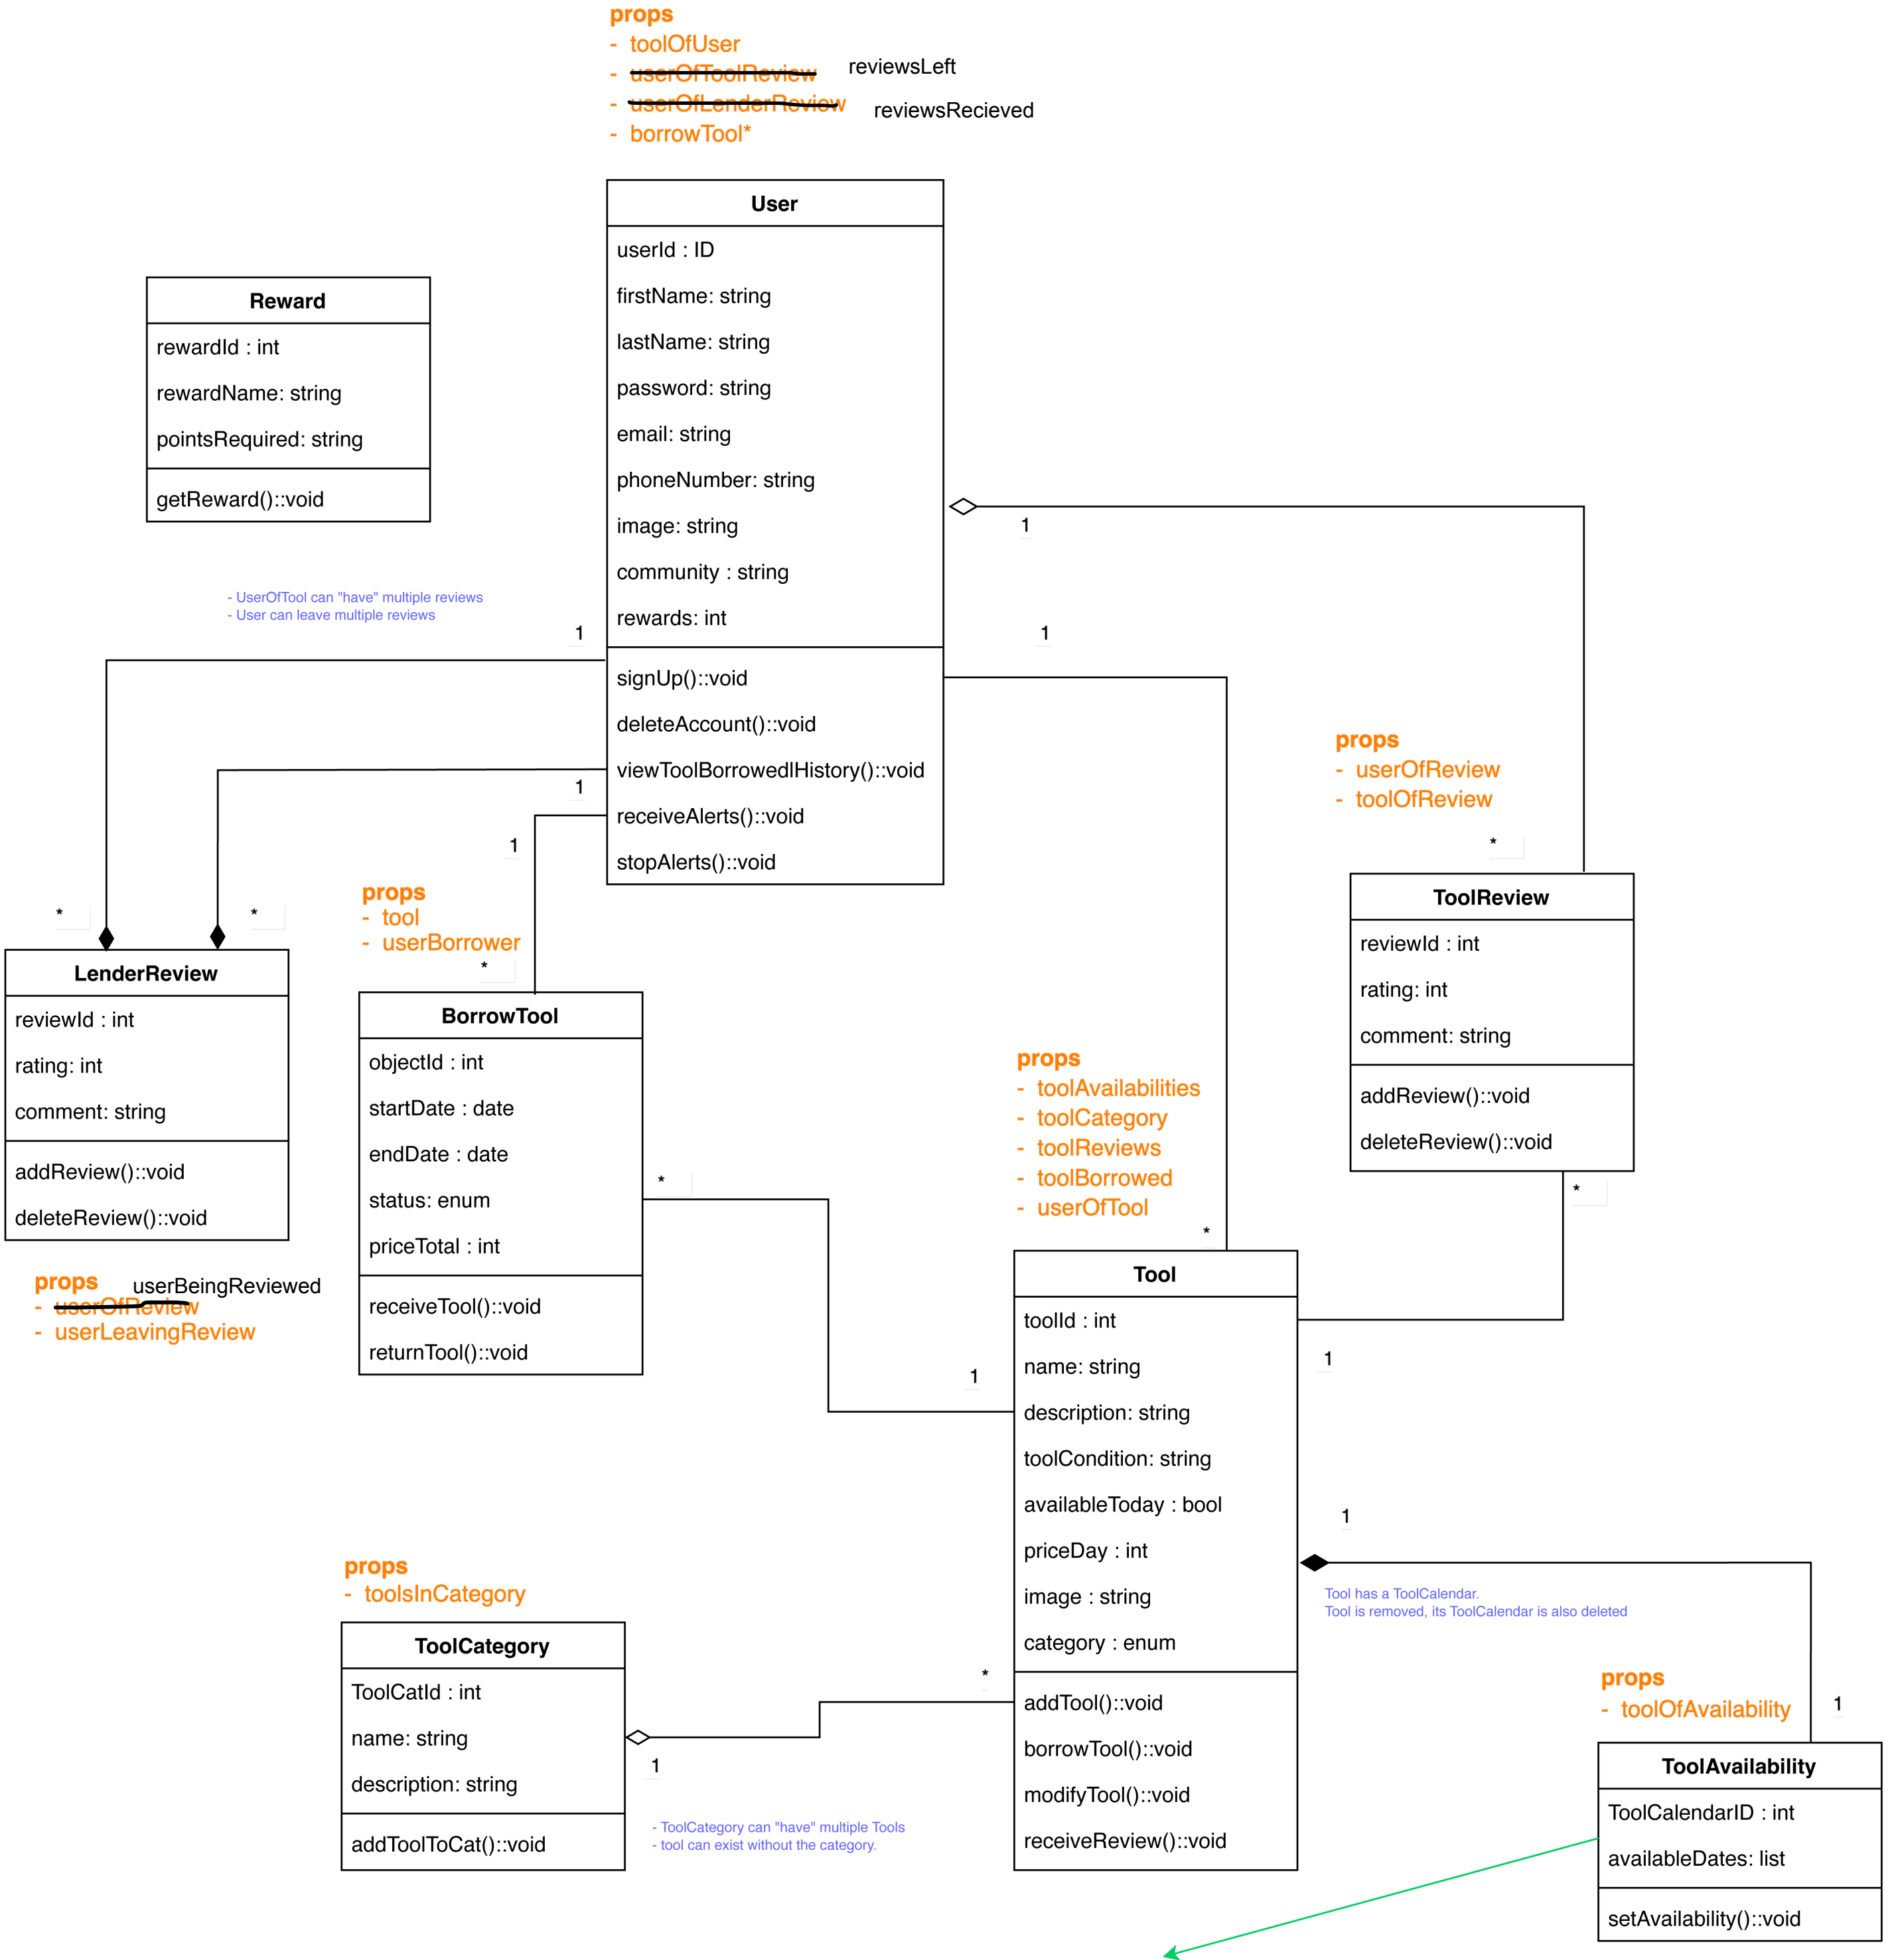 props
- toolOfUser
- userOfToolReview reviewsLeft
- userOfLenderReview reviewsRecieved
- borrowTool*
User
userId : ID
firstName: string
lastName: string
password: string
email: string
phoneNumber: string
image: string
community : string
rewards: int
signUp()::void
deleteAccount()::void
viewToolBorrowedlHistory()::void
receiveAlerts()::void
stopAlerts()::void
Reward
rewardId : int
rewardName: string
pointsRequired: string
getReward()::void
- UserOfTool can "have" multiple reviews
- User can leave multiple reviews
1
1
1
1
1
*
*
LenderReview
reviewId : int
rating: int
comment: string
addReview()::void
deleteReview()::void
props
userBeingReviewed
- userOfReview
- userLeavingReview
props
- tool
- userBorrower
*
BorrowTool
objectId : int
startDate : date
endDate : date
status: enum
priceTotal : int
receiveTool()::void
returnTool()::void
*
1
props
- userOfReview
- toolOfReview
*
ToolReview
reviewId : int
rating: int
comment: string
addReview()::void
deleteReview()::void
*
1
props
- toolAvailabilities
- toolCategory
- toolReviews
- toolBorrowed
- userOfTool
*
Tool
toolId : int
name: string
description: string
toolCondition: string
availableToday : bool
priceDay : int
image : string
category : enum
addTool()::void
borrowTool()::void
modifyTool()::void
receiveReview()::void
1
Tool has a ToolCalendar.
Tool is removed, its ToolCalendar is also deleted
props
- toolsInCategory
ToolCategory
ToolCatId : int
name: string
description: string
addToolToCat()::void
*
1
- ToolCategory can "have" multiple Tools
- tool can exist without the category.
props
- toolOfAvailability
1
ToolAvailability
ToolCalendarID : int
availableDates: list
setAvailability()::void